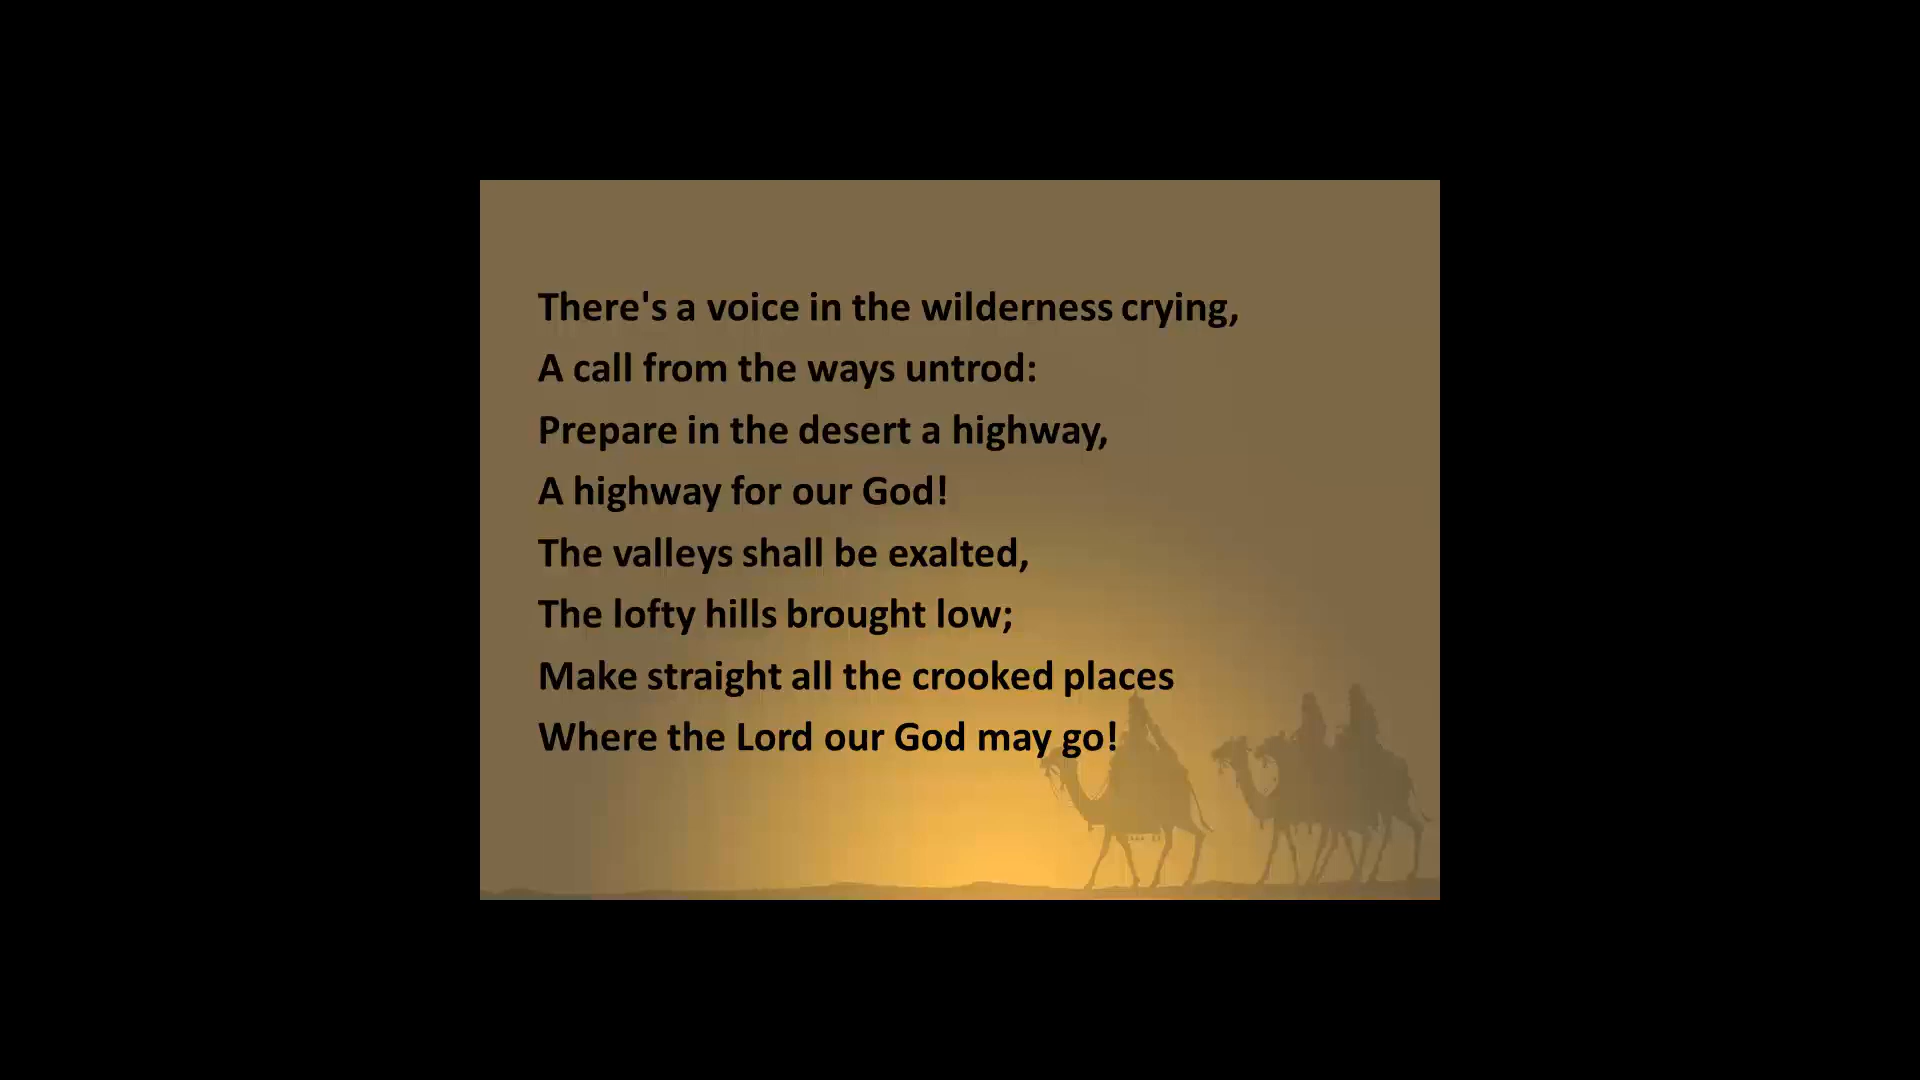 There's a voice in the wilderness crying,
A call from the ways untrod:
Prepare in the desert a highway,
A highway for our God!
The valleys shall be exalted,
The lofty hills brought low;
Make straight all the crooked places
Where the Lord our God may go!